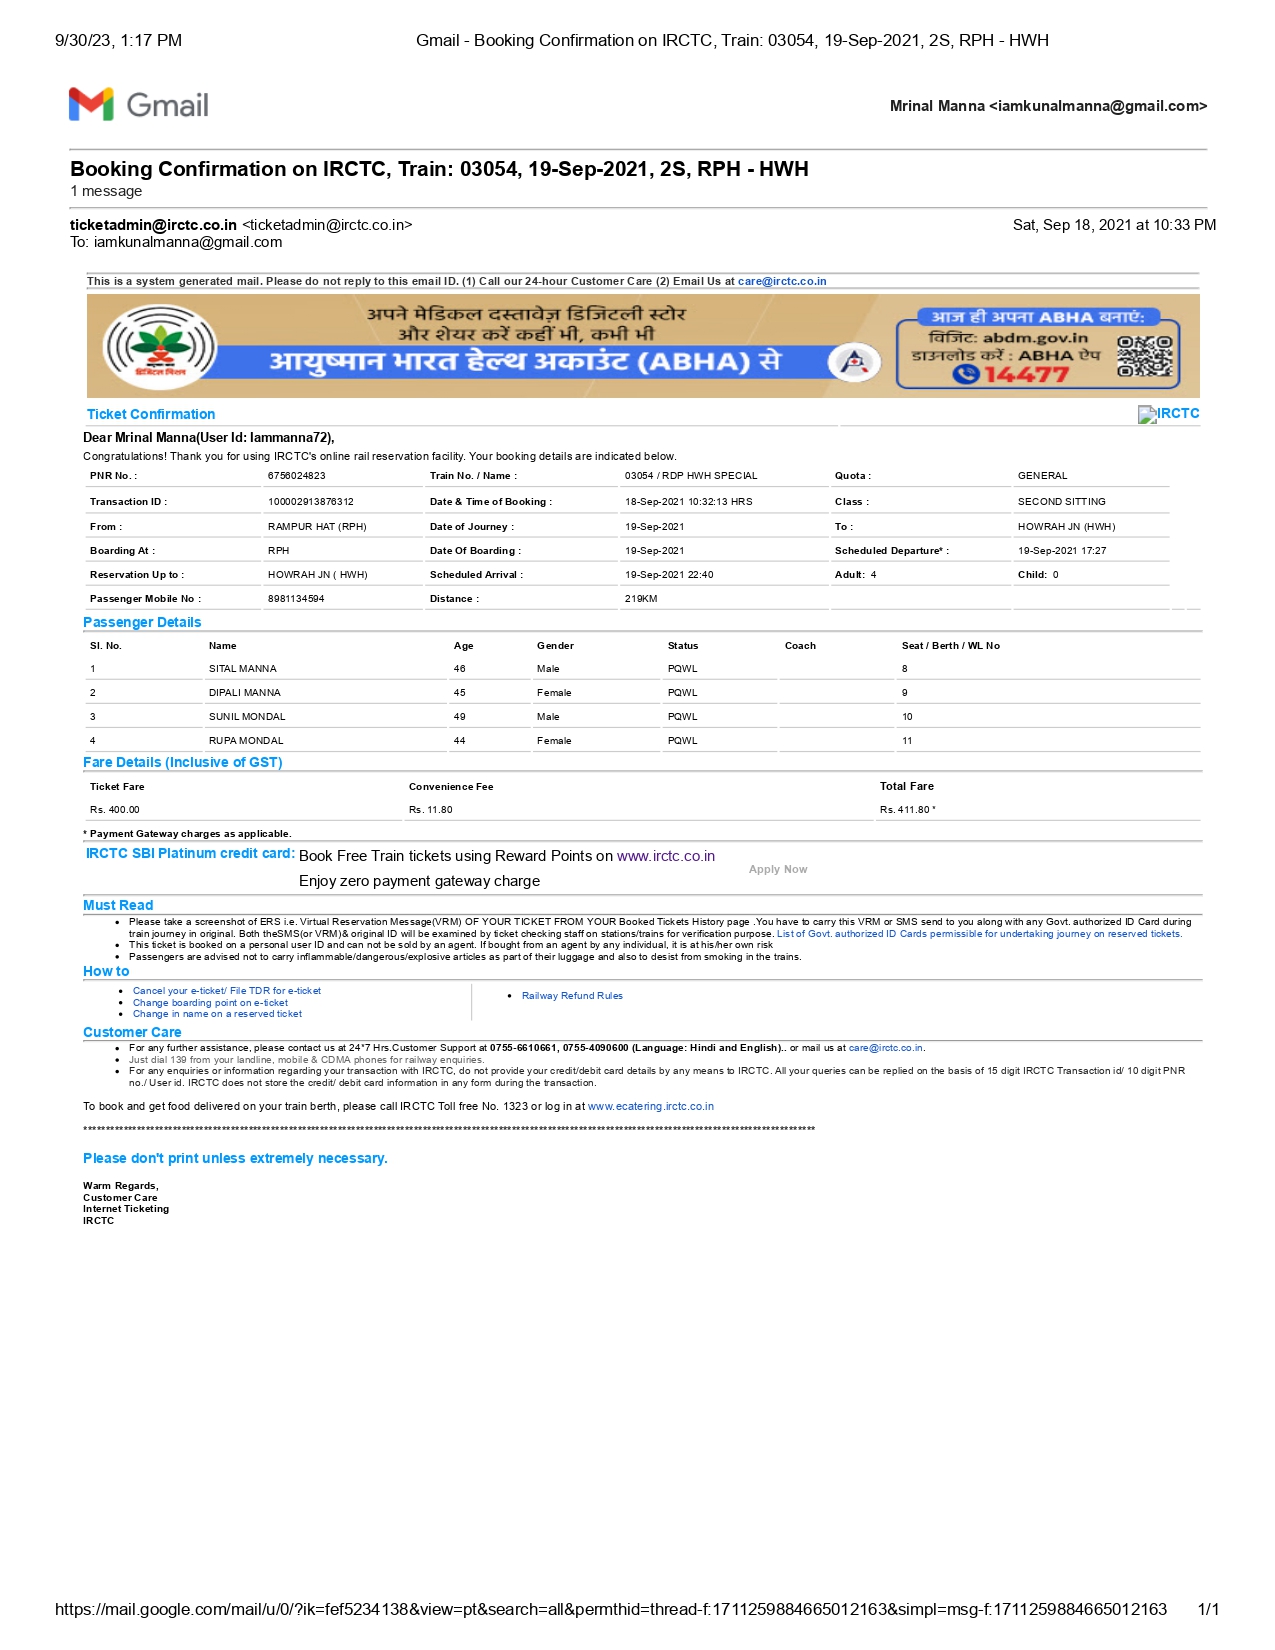 9/30/23, 1:17 PM Gmail - Booking Confirmation on IRCTC, Train: 03054, 19-Sep-2021, 2S, RPH - HWH
Gmail Mrinal Manna <iamkunalmanna@gmail.com>
Booking Confirmation on IRCTC, Train: 03054, 19-Sep-2021, 2S, RPH - HWH
1 message
ticketadmin@irctc.co.in <ticketadmin@irctc.co.in> Sat, Sep 18, 2021 at 10:33 PM
To: iamkunalmanna@gmail.com
This is a system generated mail. Please do not reply to this email ID. (1) Call our 24-hour Customer Care (2) Email Us at care@irctc.co.in
अपने मेडिकल दस्तावेज़ डिजिटली स्टोर
और शेयर करें कहीं भी, कभी भी
आयुष्मान भारत हेल्थ अकाउंट (ABHA) से
आज ही अपना ABHA बनाएं:
विजिट: abdm.gov.in
डाउनलोड करें : ABHA ऐप
14477
Ticket Confirmation IRCTC
Dear Mrinal Manna(User Id: Iammanna72),
Congratulations! Thank you for using IRCTC's online rail reservation facility. Your booking details are indicated below.
PNR No. : 6756024823 Train No. / Name : 03054 / RDP HWH SPECIAL Quota : GENERAL
Transaction ID : 100002913876312 Date & Time of Booking : 18-Sep-2021 10:32:13 HRS Class : SECOND SITTING
From : RAMPUR HAT (RPH) Date of Journey : 19-Sep-2021 To : HOWRAH JN (HWH)
Boarding At : RPH Date Of Boarding : 19-Sep-2021 Scheduled Departure* : 19-Sep-2021 17:27
Reservation Up to : HOWRAH JN ( HWH) Scheduled Arrival : 19-Sep-2021 22:40 Adult: 4 Child: 0
Passenger Mobile No : 8981134594 Distance : 219KM
Passenger Details
Sl. No. Name Age Gender Status Coach Seat / Berth / WL No
1 SITAL MANNA 46 Male PQWL 8
2 DIPALI MANNA 45 Female PQWL 9
3 SUNIL MONDAL 49 Male PQWL 10
4 RUPA MONDAL 44 Female PQWL 11
Fare Details (Inclusive of GST)
Ticket Fare Convenience Fee Total Fare
Rs. 400.00 Rs. 11.80 Rs. 411.80 *
* Payment Gateway charges as applicable.
IRCTC SBI Platinum credit card: Book Free Train tickets using Reward Points on www.irctc.co.in
Apply Now
Enjoy zero payment gateway charge
Must Read
• Please take a screenshot of ERS i.e. Virtual Reservation Message(VRM) OF YOUR TICKET FROM YOUR Booked Tickets History page .You have to carry this VRM or SMS send to you along with any Govt. authorized ID Card during
train journey in original. Both theSMS(or VRM)& original ID will be examined by ticket checking staff on stations/trains for verification purpose. List of Govt. authorized ID Cards permissible for undertaking journey on reserved tickets.
• This ticket is booked on a personal user ID and can not be sold by an agent. If bought from an agent by any individual, it is at his/her own risk
• Passengers are advised not to carry inflammable/dangerous/explosive articles as part of their luggage and also to desist from smoking in the trains.
How to
• Cancel your e-ticket/ File TDR for e-ticket
• Change boarding point on e-ticket
• Change in name on a reserved ticket
• Railway Refund Rules
Customer Care
• For any further assistance, please contact us at 24*7 Hrs.Customer Support at 0755-6610661, 0755-4090600 (Language: Hindi and English).. or mail us at care@irctc.co.in.
• Just dial 139 from your landline, mobile & CDMA phones for railway enquiries.
• For any enquiries or information regarding your transaction with IRCTC, do not provide your credit/debit card details by any means to IRCTC. All your queries can be replied on the basis of 15 digit IRCTC Transaction id/ 10 digit PNR
no./ User id. IRCTC does not store the credit/ debit card information in any form during the transaction.
To book and get food delivered on your train berth, please call IRCTC Toll free No. 1323 or log in at www.ecatering.irctc.co.in
Please don't print unless extremely necessary.
Warm Regards,
Customer Care
Internet Ticketing
IRCTC
https://mail.google.com/mail/u/0/?ik=fef5234138&view=pt&search=all&permthid=thread-f:1711259884665012163&simpl=msg-f:1711259884665012163 1/1